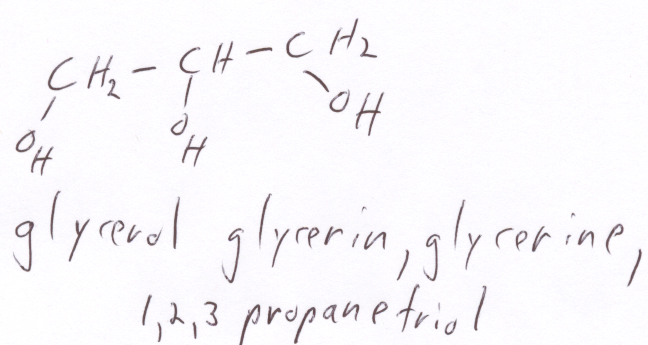 CH2 - CH - CH2
OH OH OH
glycerol glycerin, glycerine,
1,2,3 propanetriol